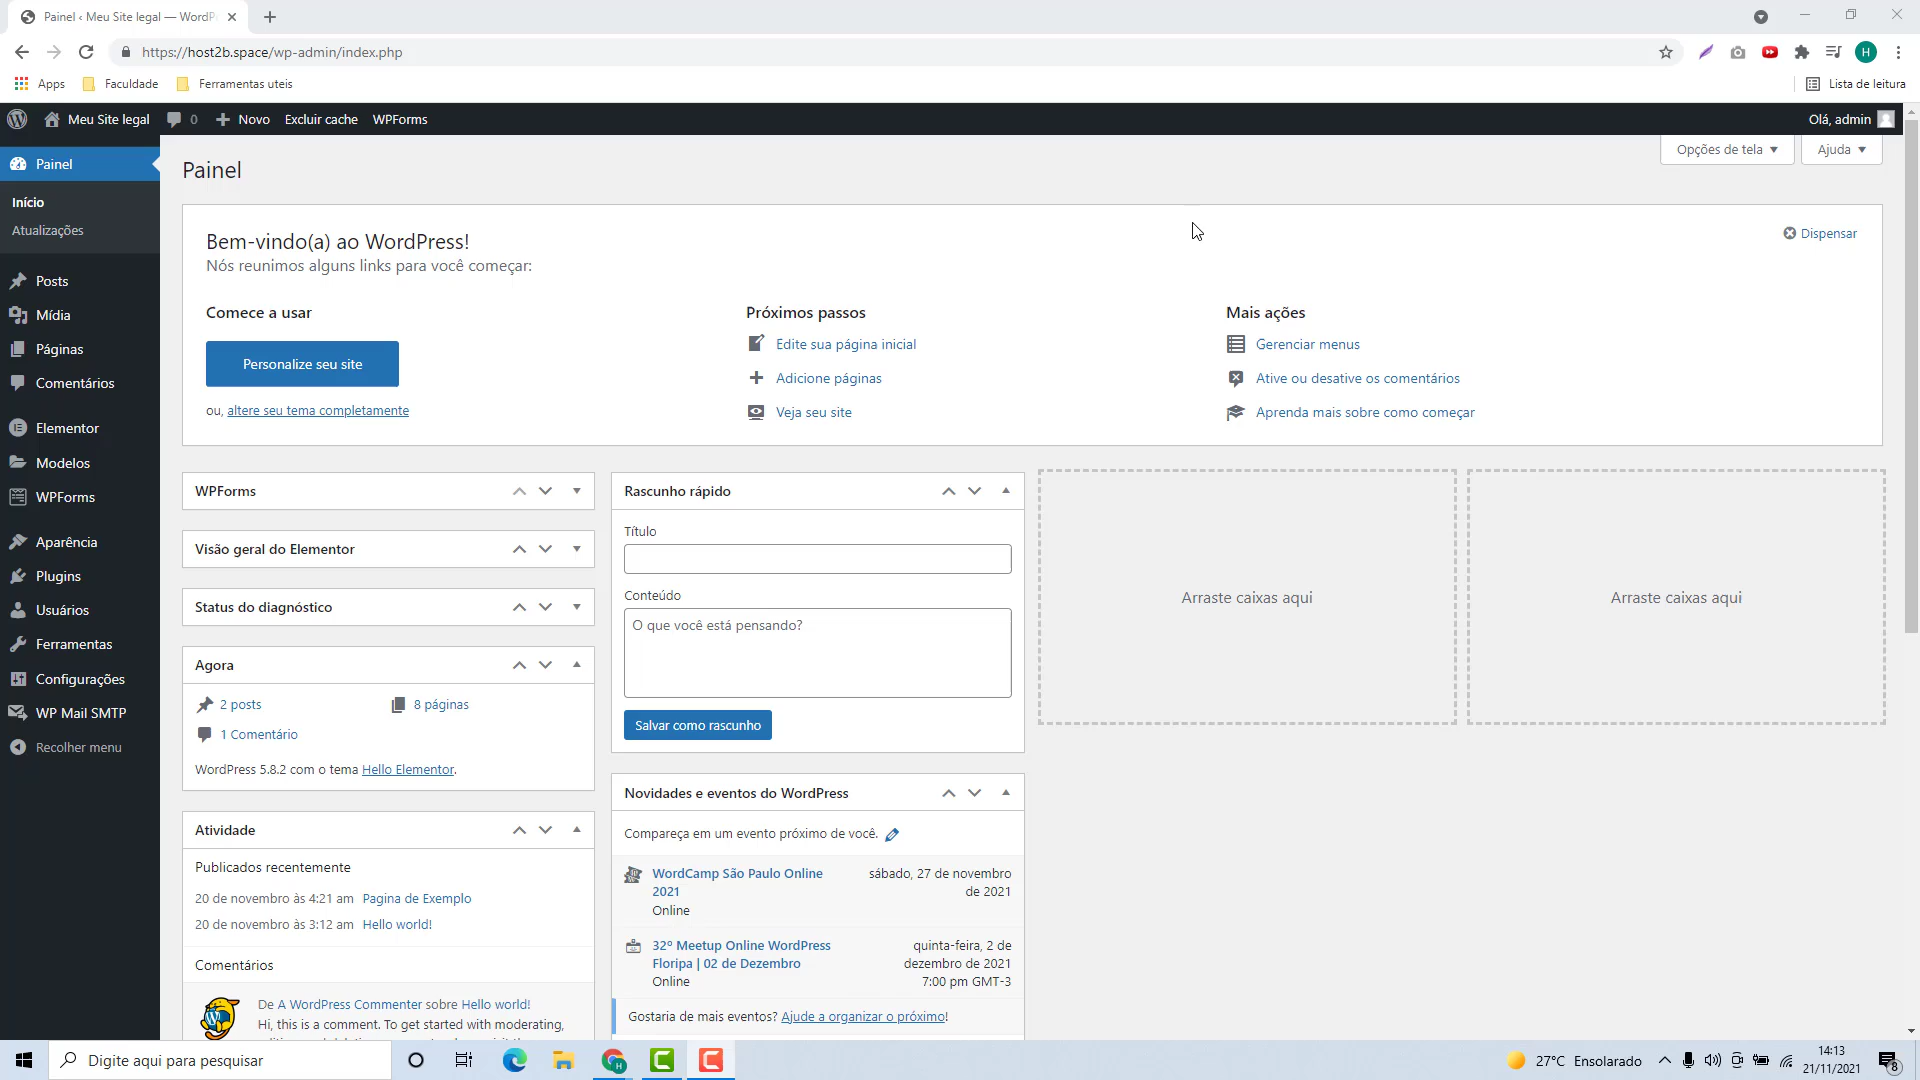 Painel ‹ Meu Site legal — WordP
https://host2b.space/wp-admin/index.php
Apps
Faculdade
Ferramentas uteis
Lista de leitura
Meu Site legal
0
Novo
Excluir cache
WPForms
Olá, admin
Painel
Início
Atualizações
Posts
Mídia
Páginas
Comentários
Elementor
Modelos
WPForms
Aparência
Plugins
Usuários
Ferramentas
Configurações
WP Mail SMTP
Recolher menu
Painel
Opções de tela
Ajuda
Bem-vindo(a) ao WordPress!
Nós reunimos alguns links para você começar:
Dispensar
Comece a usar
Personalize seu site
ou, altere seu tema completamente
Próximos passos
Edite sua página inicial
Adicione páginas
Veja seu site
Mais ações
Gerenciar menus
Ative ou desative os comentários
Aprenda mais sobre como começar
WPForms
Visão geral do Elementor
Status do diagnóstico
Agora
2 posts
8 páginas
1 Comentário
WordPress 5.8.2 com o tema Hello Elementor.
Atividade
Publicados recentemente
20 de novembro às 4:21 am Pagina de Exemplo
20 de novembro às 3:12 am Hello world!
Comentários
De A WordPress Commenter sobre Hello world!
Hi, this is a comment. To get started with moderating,
Rascunho rápido
Título
Conteúdo
O que você está pensando?
Salvar como rascunho
Novidades e eventos do WordPress
Compareça em um evento próximo de você.
WordCamp São Paulo Online
2021
Online
sábado, 27 de novembro
de 2021
32º Meetup Online WordPress
Floripa | 02 de Dezembro
Online
quinta-feira, 2 de
dezembro de 2021
7:00 pm GMT-3
Gostaria de mais eventos? Ajude a organizar o próximo!
Arraste caixas aqui
Arraste caixas aqui
Digite aqui para pesquisar
27°C Ensolarado
14:13
21/11/2021
8
H